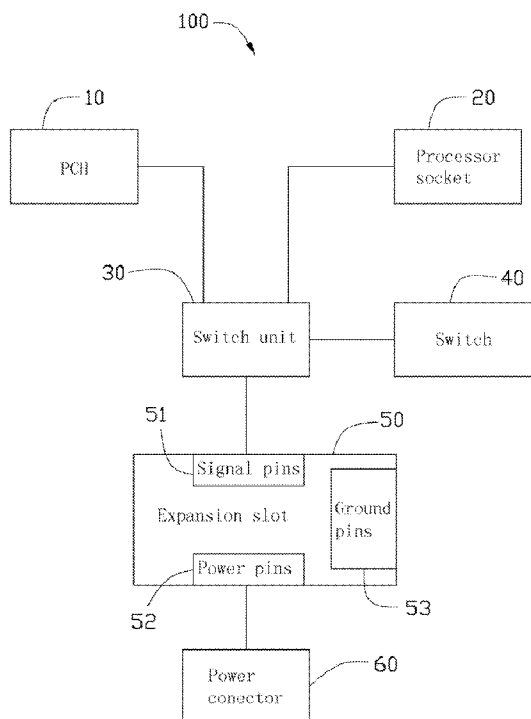 100
10
20
PCH
Processor
socket
30
40
Switch unit
Switch
51
50
Signal pins
Expansion slot
Ground
pins
Power pins
52
53
Power
conector
60